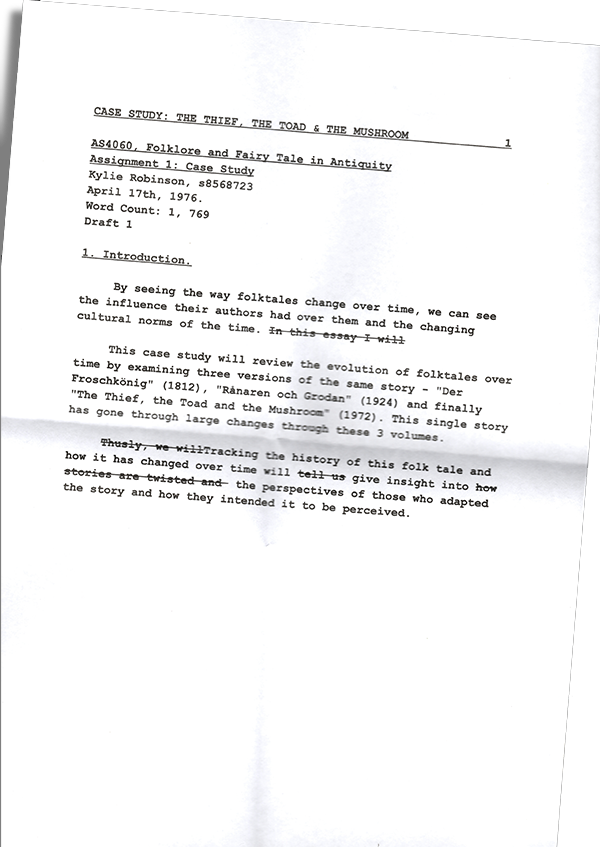 CASE STUDY: THE THIEF, THE TOAD & THE MUSHROOM 1
AS4060, Folklore and Fairy Tale in Antiquity
Assignment 1: Case Study
Kylie Robinson, s8568723
April 17th, 1976.
Word Count: 1, 769
Draft 1
1. Introduction.
By seeing the way folktales change over time, we can see
the influence their authors had over them and the changing
cultural norms of the time. In this essay I will
This case study will review the evolution of folktales over
time by examining three versions of the same story - "Der
Froschkönig" (1812), "Rånaren och Grodan" (1924) and finally
"The Thief, the Toad and the Mushroom" (1972). This single story
has gone through large changes through these 3 volumes.
Thusly, we willTracking the history of this folk tale and
how it has changed over time will tell us give insight into how
stories are twisted and the perspectives of those who adapted
the story and how they intended it to be perceived.